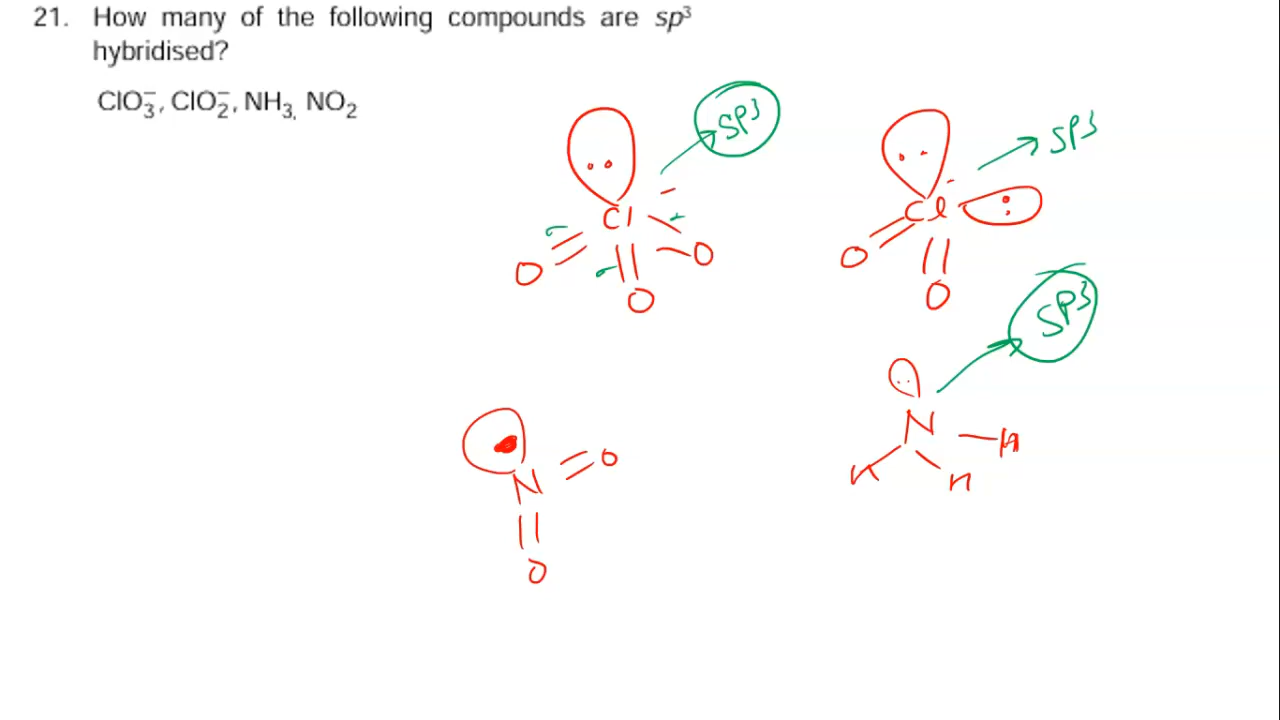 21. How many of the following compounds are sp³
hybridised?
ClO₃⁻, ClO₂⁻, NH₃, NO₂
SP³
SP³
Cl
Cl
O
O
O
O
O
SP³
N
H
H
H
N
O
O